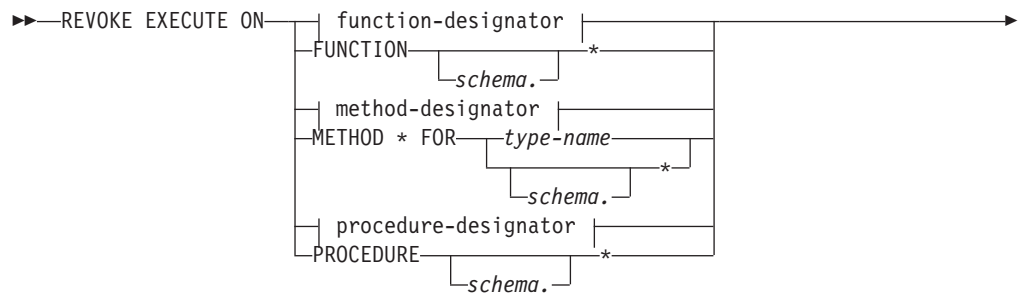 REVOKE EXECUTE ON function-designator
FUNCTION *
schema.
method-designator
METHOD * FOR type-name
*
schema.
procedure-designator
PROCEDURE *
schema.